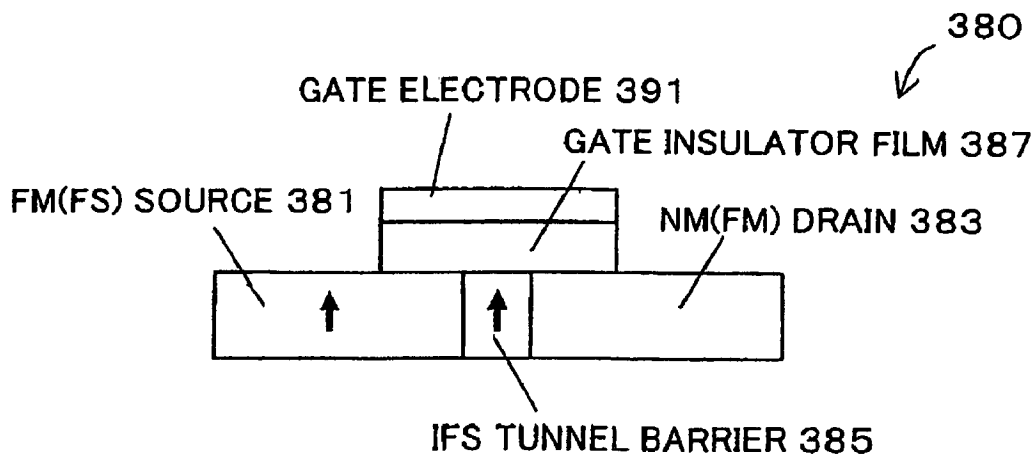 380
GATE ELECTRODE 391
GATE INSULATOR FILM 387
FM(FS) SOURCE 381
NM(FM) DRAIN 383
IFS TUNNEL BARRIER 385